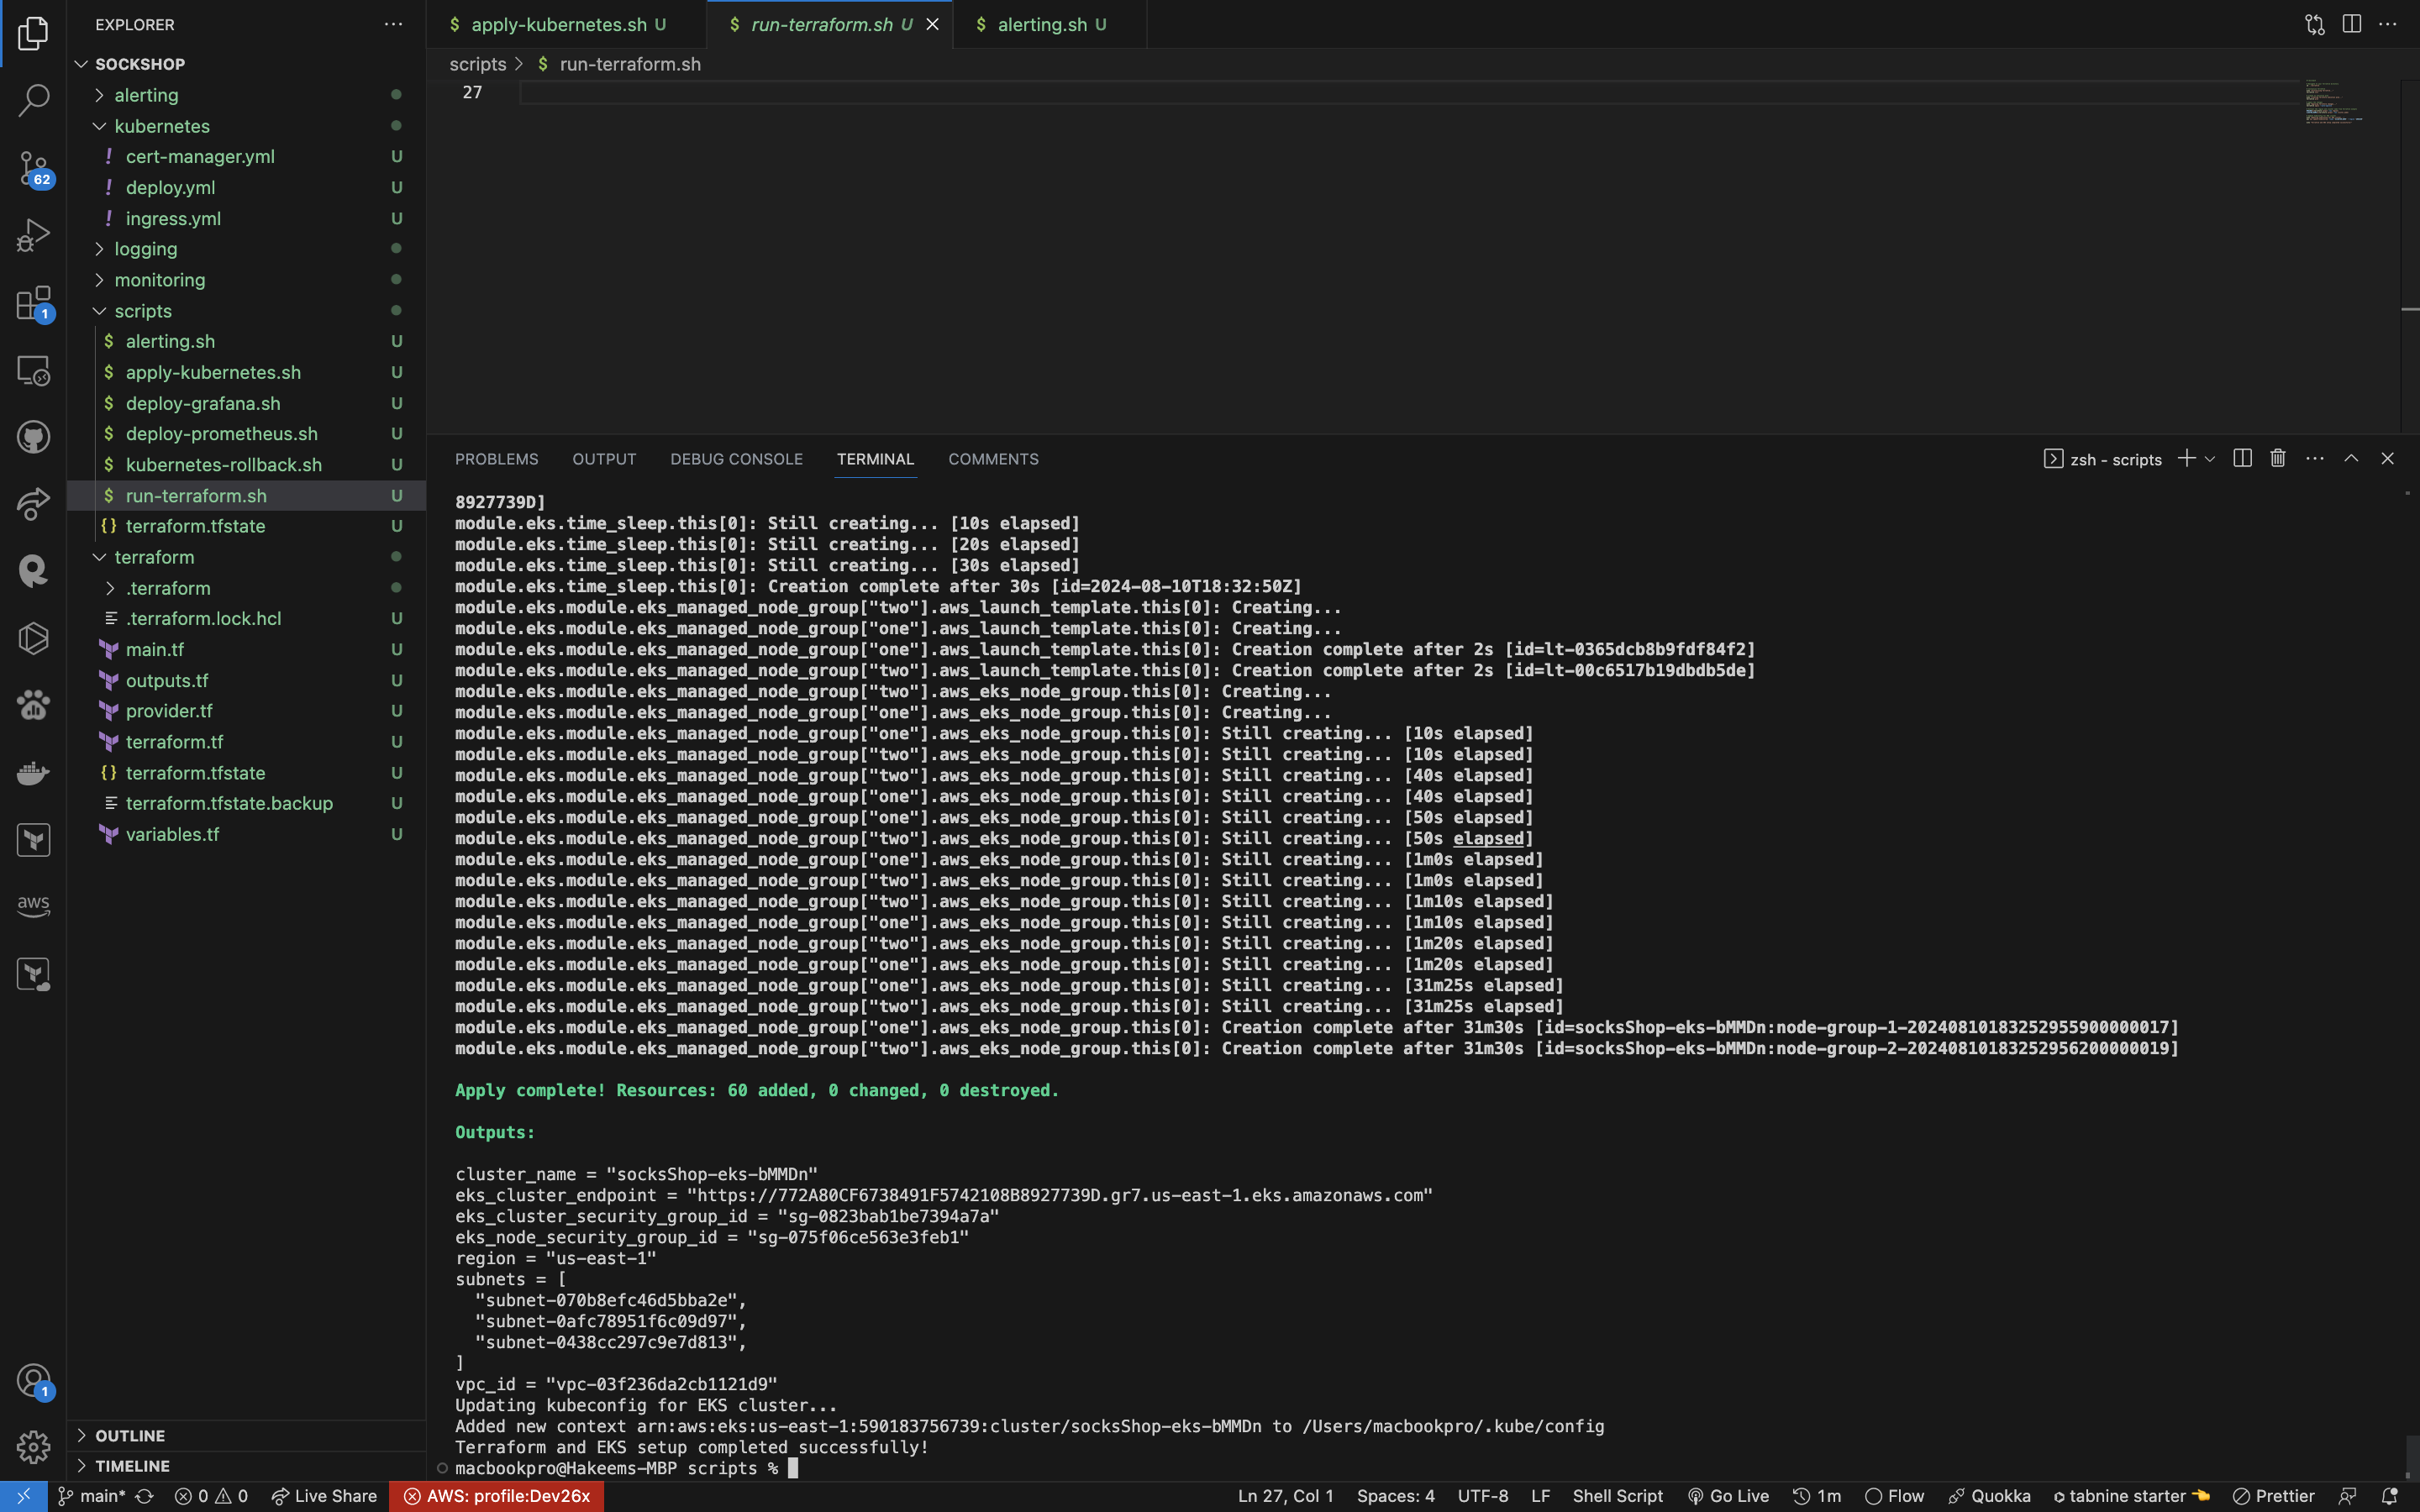 EXPLORER
SOCKSHOP
alerting
kubernetes
! cert-manager.yml U
! deploy.yml U
! ingress.yml U
logging
monitoring
scripts
$ alerting.sh U
$ apply-kubernetes.sh U
$ deploy-grafana.sh U
$ deploy-prometheus.sh U
$ kubernetes-rollback.sh U
$ run-terraform.sh U
{} terraform.tfstate U
terraform
.terraform
.terraform.lock.hcl U
main.tf U
outputs.tf U
provider.tf U
terraform.tf U
{} terraform.tfstate U
terraform.tfstate.backup U
variables.tf U
OUTLINE
TIMELINE
62
1
aws
1
$ apply-kubernetes.sh U
$ run-terraform.sh U
$ alerting.sh U
scripts > $ run-terraform.sh
27
PROBLEMS OUTPUT DEBUG CONSOLE TERMINAL COMMENTS
zsh - scripts
8927739D]
module.eks.time_sleep.this[0]: Still creating... [10s elapsed]
module.eks.time_sleep.this[0]: Still creating... [20s elapsed]
module.eks.time_sleep.this[0]: Still creating... [30s elapsed]
module.eks.time_sleep.this[0]: Creation complete after 30s [id=2024-08-10T18:32:50Z]
module.eks.module.eks_managed_node_group["two"].aws_launch_template.this[0]: Creating...
module.eks.module.eks_managed_node_group["one"].aws_launch_template.this[0]: Creating...
module.eks.module.eks_managed_node_group["one"].aws_launch_template.this[0]: Creation complete after 2s [id=lt-0365dcb8b9fdf84f2]
module.eks.module.eks_managed_node_group["two"].aws_launch_template.this[0]: Creation complete after 2s [id=lt-00c6517b19dbdb5de]
module.eks.module.eks_managed_node_group["two"].aws_eks_node_group.this[0]: Creating...
module.eks.module.eks_managed_node_group["one"].aws_eks_node_group.this[0]: Creating...
module.eks.module.eks_managed_node_group["one"].aws_eks_node_group.this[0]: Still creating... [10s elapsed]
module.eks.module.eks_managed_node_group["two"].aws_eks_node_group.this[0]: Still creating... [10s elapsed]
module.eks.module.eks_managed_node_group["two"].aws_eks_node_group.this[0]: Still creating... [40s elapsed]
module.eks.module.eks_managed_node_group["one"].aws_eks_node_group.this[0]: Still creating... [40s elapsed]
module.eks.module.eks_managed_node_group["one"].aws_eks_node_group.this[0]: Still creating... [50s elapsed]
module.eks.module.eks_managed_node_group["two"].aws_eks_node_group.this[0]: Still creating... [50s elapsed]
module.eks.module.eks_managed_node_group["one"].aws_eks_node_group.this[0]: Still creating... [1m0s elapsed]
module.eks.module.eks_managed_node_group["two"].aws_eks_node_group.this[0]: Still creating... [1m0s elapsed]
module.eks.module.eks_managed_node_group["two"].aws_eks_node_group.this[0]: Still creating... [1m10s elapsed]
module.eks.module.eks_managed_node_group["one"].aws_eks_node_group.this[0]: Still creating... [1m10s elapsed]
module.eks.module.eks_managed_node_group["two"].aws_eks_node_group.this[0]: Still creating... [1m20s elapsed]
module.eks.module.eks_managed_node_group["one"].aws_eks_node_group.this[0]: Still creating... [1m20s elapsed]
module.eks.module.eks_managed_node_group["one"].aws_eks_node_group.this[0]: Still creating... [31m25s elapsed]
module.eks.module.eks_managed_node_group["two"].aws_eks_node_group.this[0]: Still creating... [31m25s elapsed]
module.eks.module.eks_managed_node_group["one"].aws_eks_node_group.this[0]: Creation complete after 31m30s [id=socksShop-eks-bMMDn:node-group-1-20240810183252955900000017]
module.eks.module.eks_managed_node_group["two"].aws_eks_node_group.this[0]: Creation complete after 31m30s [id=socksShop-eks-bMMDn:node-group-2-20240810183252956200000019]
Apply complete! Resources: 60 added, 0 changed, 0 destroyed.
Outputs:
cluster_name = "socksShop-eks-bMMDn"
eks_cluster_endpoint = "https://772A80CF6738491F5742108B8927739D.gr7.us-east-1.eks.amazonaws.com"
eks_cluster_security_group_id = "sg-0823bab1be7394a7a"
eks_node_security_group_id = "sg-075f06ce563e3feb1"
region = "us-east-1"
subnets = [
"subnet-070b8efc46d5bba2e",
"subnet-0afc78951f6c09d97",
"subnet-0438cc297c9e7d813",
]
vpc_id = "vpc-03f236da2cb1121d9"
Updating kubeconfig for EKS cluster...
Added new context arn:aws:eks:us-east-1:590183756739:cluster/socksShop-eks-bMMDn to /Users/macbookpro/.kube/config
Terraform and EKS setup completed successfully!
macbookpro@Hakeems-MBP scripts %
main* 0 0 Live Share AWS: profile:Dev26x Ln 27, Col 1 Spaces: 4 UTF-8 LF Shell Script Go Live 1m Flow Quokka tabnine starter Prettier